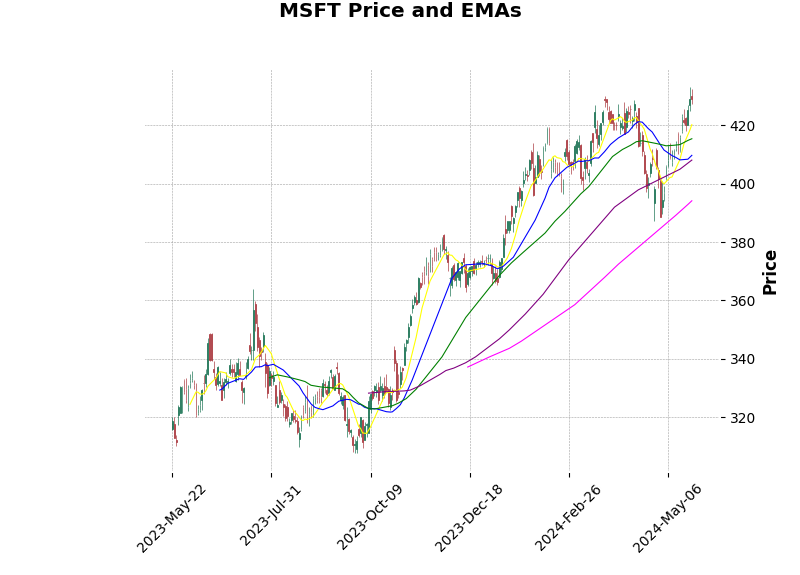 MSFT Price and EMAs
420
400
380
360
340
320
Price
2023-May-22
2023-Jul-31
2023-Oct-09
2023-Dec-18
2024-Feb-26
2024-May-06